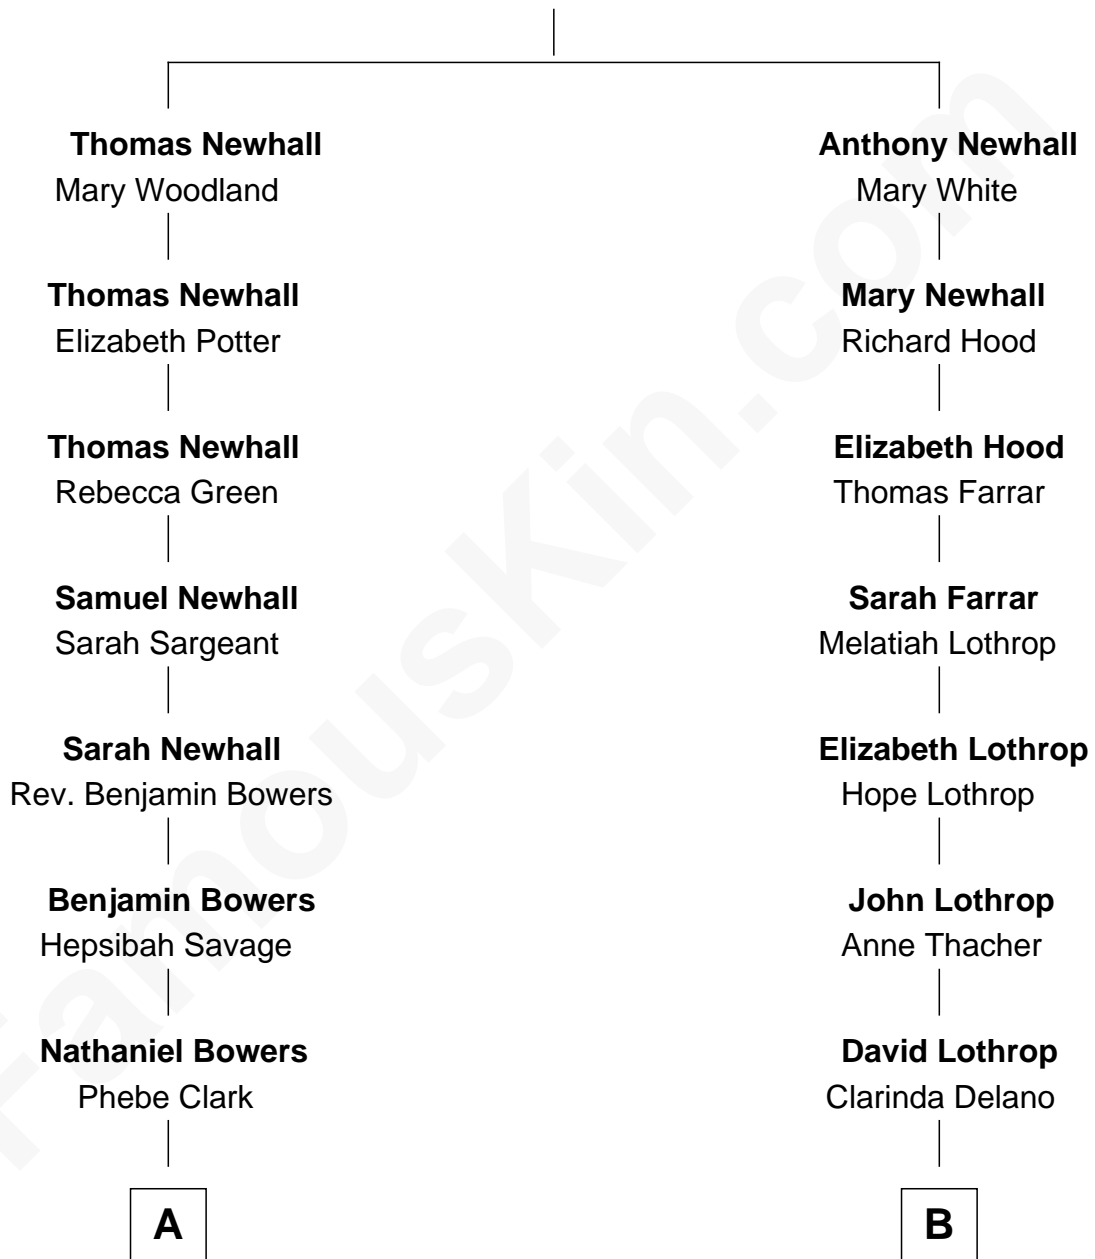 Thomas Newhall
Mary Woodland
Anthony Newhall
Mary White
Thomas Newhall
Elizabeth Potter
Mary Newhall
Richard Hood
Thomas Newhall
Rebecca Green
Elizabeth Hood
Thomas Farrar
Samuel Newhall
Sarah Sargeant
Sarah Farrar
Melatiah Lothrop
Sarah Newhall
Rev. Benjamin Bowers
Elizabeth Lothrop
Hope Lothrop
Benjamin Bowers
Hepsibah Savage
John Lothrop
Anne Thacher
Nathaniel Bowers
Phebe Clark
David Lothrop
Clarinda Delano
A
B
FamousKin.com